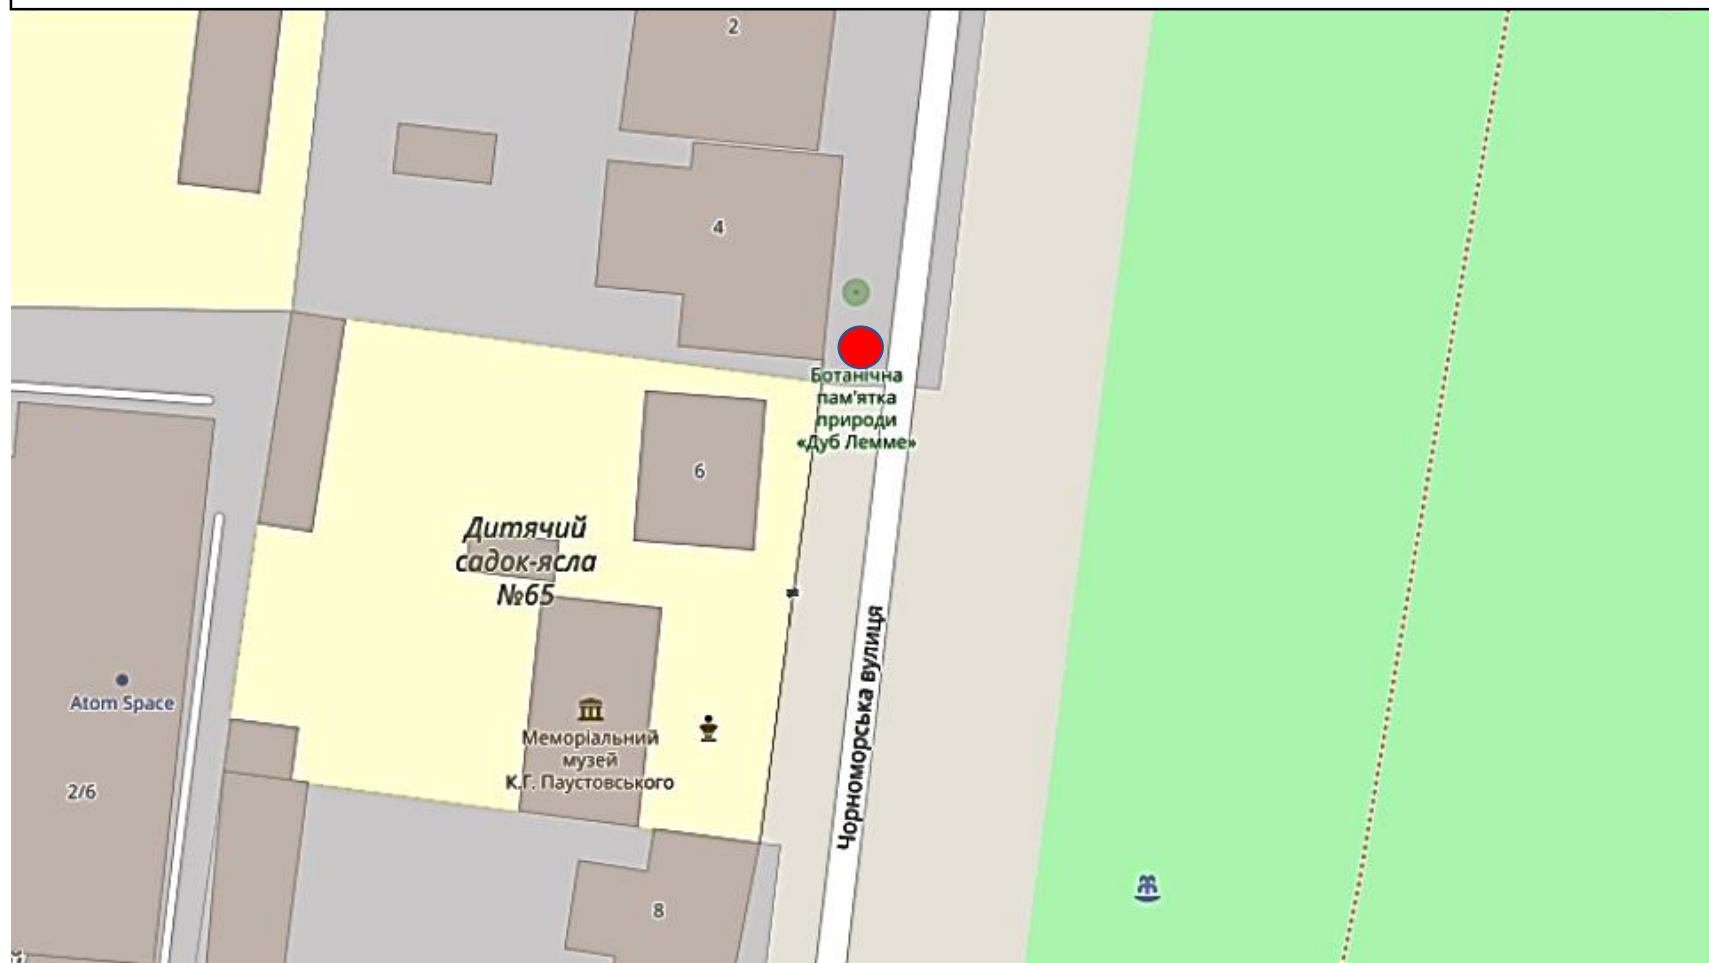 2
4
Ботанічна
пам'ятка
природи
«Дуб Лемме»
6
Дитячий
садок-ясла
№65
Чорноморська вулиця
Atom Space
Меморіальний
музей
К.Г. Паустовського
2/6
8